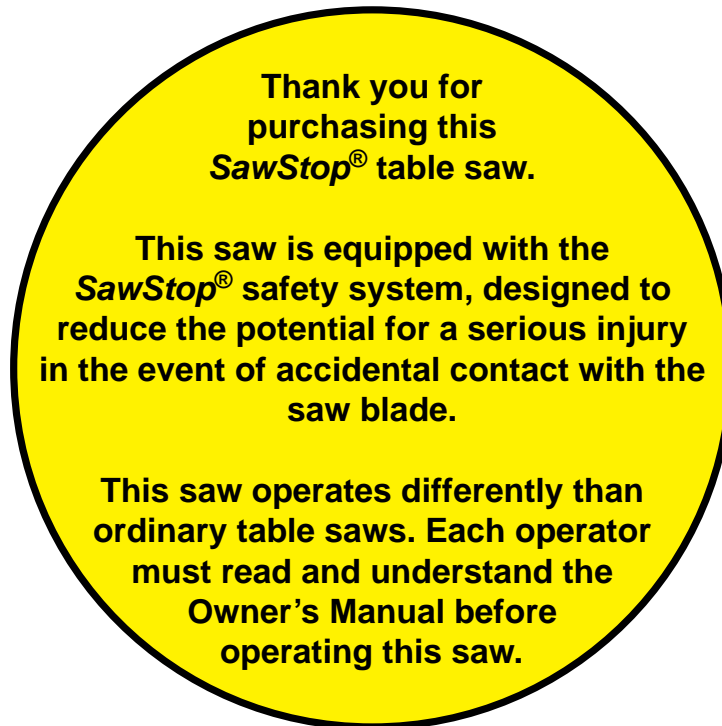 Thank you for
purchasing this
SawStop® table saw.
This saw is equipped with the
SawStop® safety system, designed to
reduce the potential for a serious injury
in the event of accidental contact with the
saw blade.
This saw operates differently than
ordinary table saws. Each operator
must read and understand the
Owner’s Manual before
operating this saw.